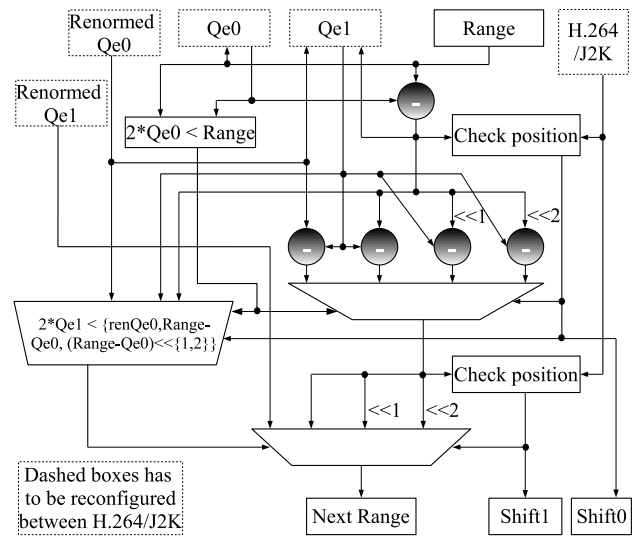 Renormed
Qe0
Qe0
Qe1
Range
H.264
/J2K
Renormed
Qe1
2*Qe0 < Range
-
Check position
<<1
<<2
-
-
-
-
2*Qe1 < {renQe0,Range-
Qe0, (Range-Qe0)<<{1,2}}
Check position
<<1
<<2
Dashed boxes has
to be reconfigured
between H.264/J2K
Next Range
Shift1
Shift0